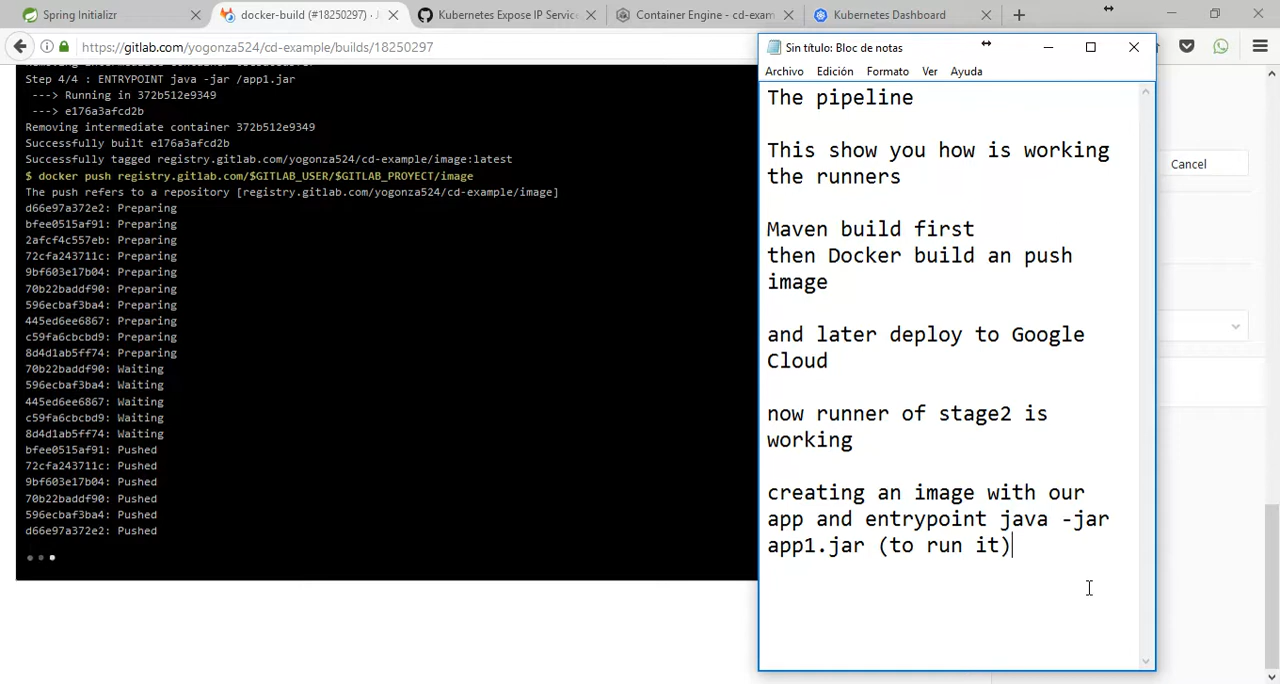 Spring Initializr
docker-build (#18250297) · J
Kubernetes Expose IP Servic
Container Engine - cd-exam
Kubernetes Dashboard
https://gitlab.com/yogonza524/cd-example/builds/18250297
Step 4/4 : ENTRYPOINT java -jar /app1.jar
---> Running in 372b512e9349
---> e176a3afcd2b
Removing intermediate container 372b512e9349
Successfully built e176a3afcd2b
Successfully tagged registry.gitlab.com/yogonza524/cd-example/image:latest
$ docker push registry.gitlab.com/$GITLAB_USER/$GITLAB_PROYECT/image
The push refers to a repository [registry.gitlab.com/yogonza524/cd-example/image]
d66e97a372e2: Preparing
bfee0515af91: Preparing
2afcf4c557eb: Preparing
72cfa243711c: Preparing
9bf603e17b04: Preparing
70b22baddf90: Preparing
596ecbaf3ba4: Preparing
445ed6ee6867: Preparing
c59fa6cbcbd9: Preparing
8d4d1ab5ff74: Preparing
70b22baddf90: Waiting
596ecbaf3ba4: Waiting
445ed6ee6867: Waiting
c59fa6cbcbd9: Waiting
8d4d1ab5ff74: Waiting
bfee0515af91: Pushed
72cfa243711c: Pushed
9bf603e17b04: Pushed
70b22baddf90: Pushed
596ecbaf3ba4: Pushed
d66e97a372e2: Pushed
Sin título: Bloc de notas
Archivo Edición Formato Ver Ayuda
The pipeline
This show you how is working
the runners
Maven build first
then Docker build an push
image
and later deploy to Google
Cloud
now runner of stage2 is
working
creating an image with our
app and entrypoint java -jar
app1.jar (to run it)
Cancel